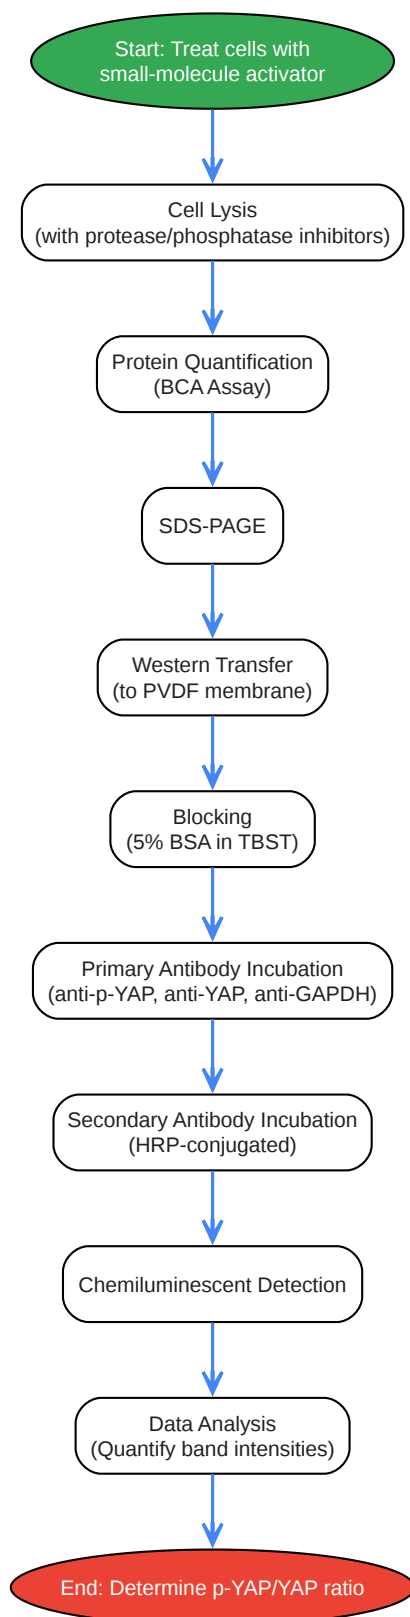 Start: Treat cells with
small-molecule activator
Cell Lysis
(with protease/phosphatase inhibitors)
Protein Quantification
(BCA Assay)
SDS-PAGE
Western Transfer
(to PVDF membrane)
Blocking
(5% BSA in TBST)
Primary Antibody Incubation
(anti-p-YAP, anti-YAP, anti-GAPDH)
Secondary Antibody Incubation
(HRP-conjugated)
Chemiluminescent Detection
Data Analysis
(Quantify band intensities)
End: Determine p-YAP/YAP ratio